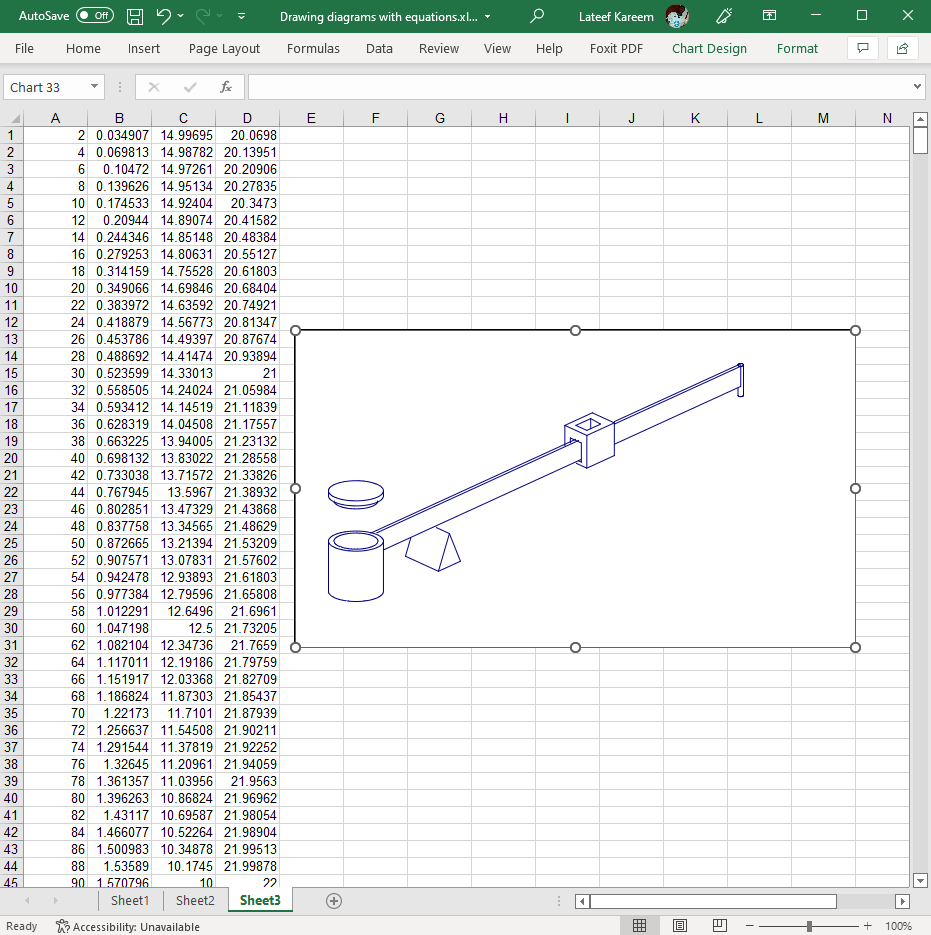 AutoSave Off Drawing diagrams with equations.xl... Lateef Kareem
File Home Insert Page Layout Formulas Data Review View Help Foxit PDF Chart Design Format
Chart 33 fx
A B C D E F G H I J K L M N
1 2 0.034907 14.99695 20.0698
2 4 0.069813 14.98782 20.13951
3 6 0.10472 14.97261 20.20906
4 8 0.139626 14.95134 20.27835
5 10 0.174533 14.92404 20.3473
6 12 0.20944 14.89074 20.41582
7 14 0.244346 14.85148 20.48384
8 16 0.279253 14.80631 20.55127
9 18 0.314159 14.75528 20.61803
10 20 0.349066 14.69846 20.68404
11 22 0.383972 14.63592 20.74921
12 24 0.418879 14.56773 20.81347
13 26 0.453786 14.49397 20.87674
14 28 0.488692 14.41474 20.93894
15 30 0.523599 14.33013 21
16 32 0.558505 14.24024 21.05984
17 34 0.593412 14.14519 21.11839
18 36 0.628319 14.04508 21.17557
19 38 0.663225 13.94005 21.23132
20 40 0.698132 13.83022 21.28558
21 42 0.733038 13.71572 21.33826
22 44 0.767945 13.5967 21.38932
23 46 0.802851 13.47329 21.43868
24 48 0.837758 13.34565 21.48629
25 50 0.872665 13.21394 21.53209
26 52 0.907571 13.07831 21.57602
27 54 0.942478 12.93893 21.61803
28 56 0.977384 12.79596 21.65808
29 58 1.012291 12.6496 21.6961
30 60 1.047198 12.5 21.73205
31 62 1.082104 12.34736 21.7659
32 64 1.117011 12.19186 21.79759
33 66 1.151917 12.03368 21.82709
34 68 1.186824 11.87303 21.85437
35 70 1.22173 11.7101 21.87939
36 72 1.256637 11.54508 21.90211
37 74 1.291544 11.37819 21.92252
38 76 1.32645 11.20961 21.94059
39 78 1.361357 11.03956 21.9563
40 80 1.396263 10.86824 21.96962
41 82 1.43117 10.69587 21.98054
42 84 1.466077 10.52264 21.98904
43 86 1.500983 10.34878 21.99513
44 88 1.53589 10.1745 21.99878
45 90 1.570796 10 22
Sheet1 Sheet2 Sheet3
Ready Accessibility: Unavailable 100%